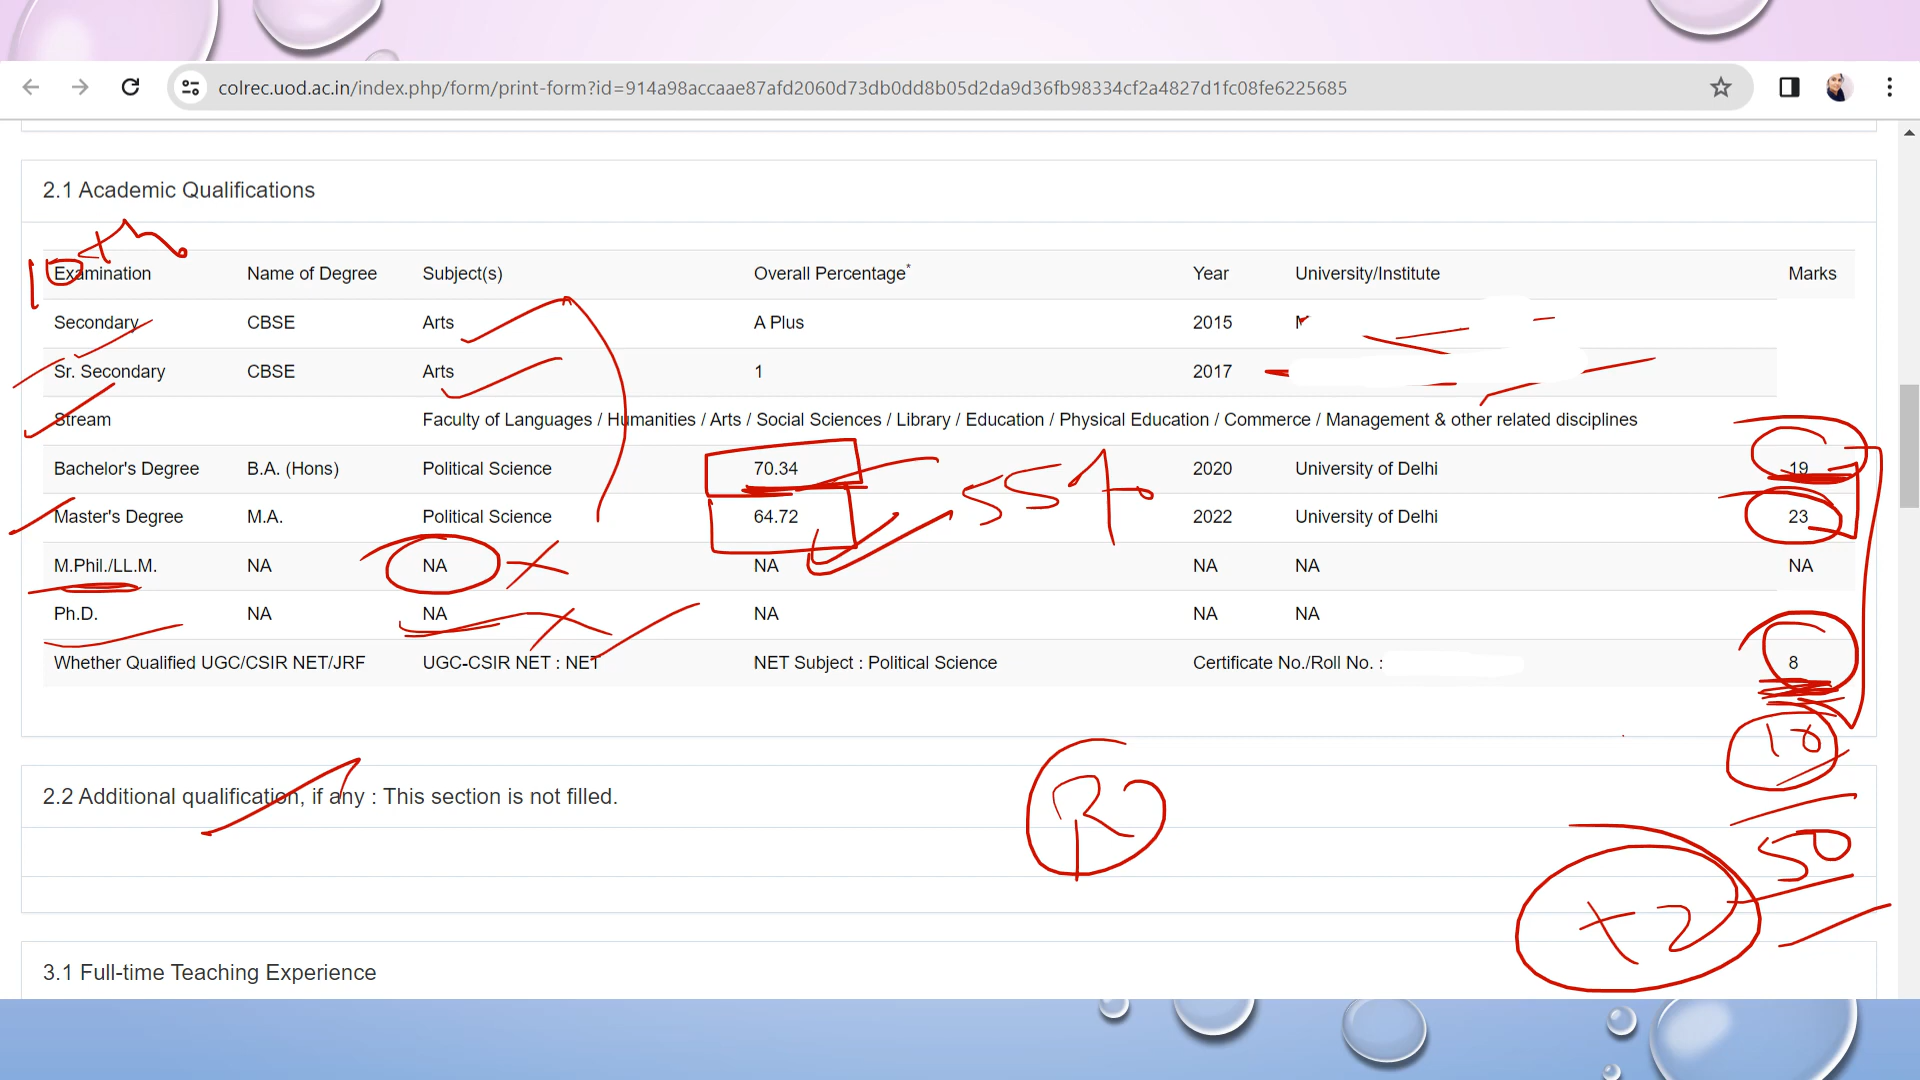 colrec.uod.ac.in/index.php/form/print-form?id=914a98accaae87afd2060d73db0dd8b05d2da9d36fb98334cf2a4827d1fc08fe6225685
2.1 Academic Qualifications
10th
Examination Name of Degree Subject(s) Overall Percentage* Year University/Institute Marks
Secondary CBSE Arts A Plus 2015
Sr. Secondary CBSE Arts 1 2017
Stream Faculty of Languages / Humanities / Arts / Social Sciences / Library / Education / Physical Education / Commerce / Management & other related disciplines
Bachelor's Degree B.A. (Hons) Political Science 70.34 2020 University of Delhi 19
55%
Master's Degree M.A. Political Science 64.72 2022 University of Delhi 23
M.Phil./LL.M. NA NA NA NA NA NA
Ph.D. NA NA NA NA NA
Whether Qualified UGC/CSIR NET/JRF UGC-CSIR NET : NET NET Subject : Political Science Certificate No./Roll No. : 8
10
2.2 Additional qualification, if any : This section is not filled.
R
50
+2
3.1 Full-time Teaching Experience